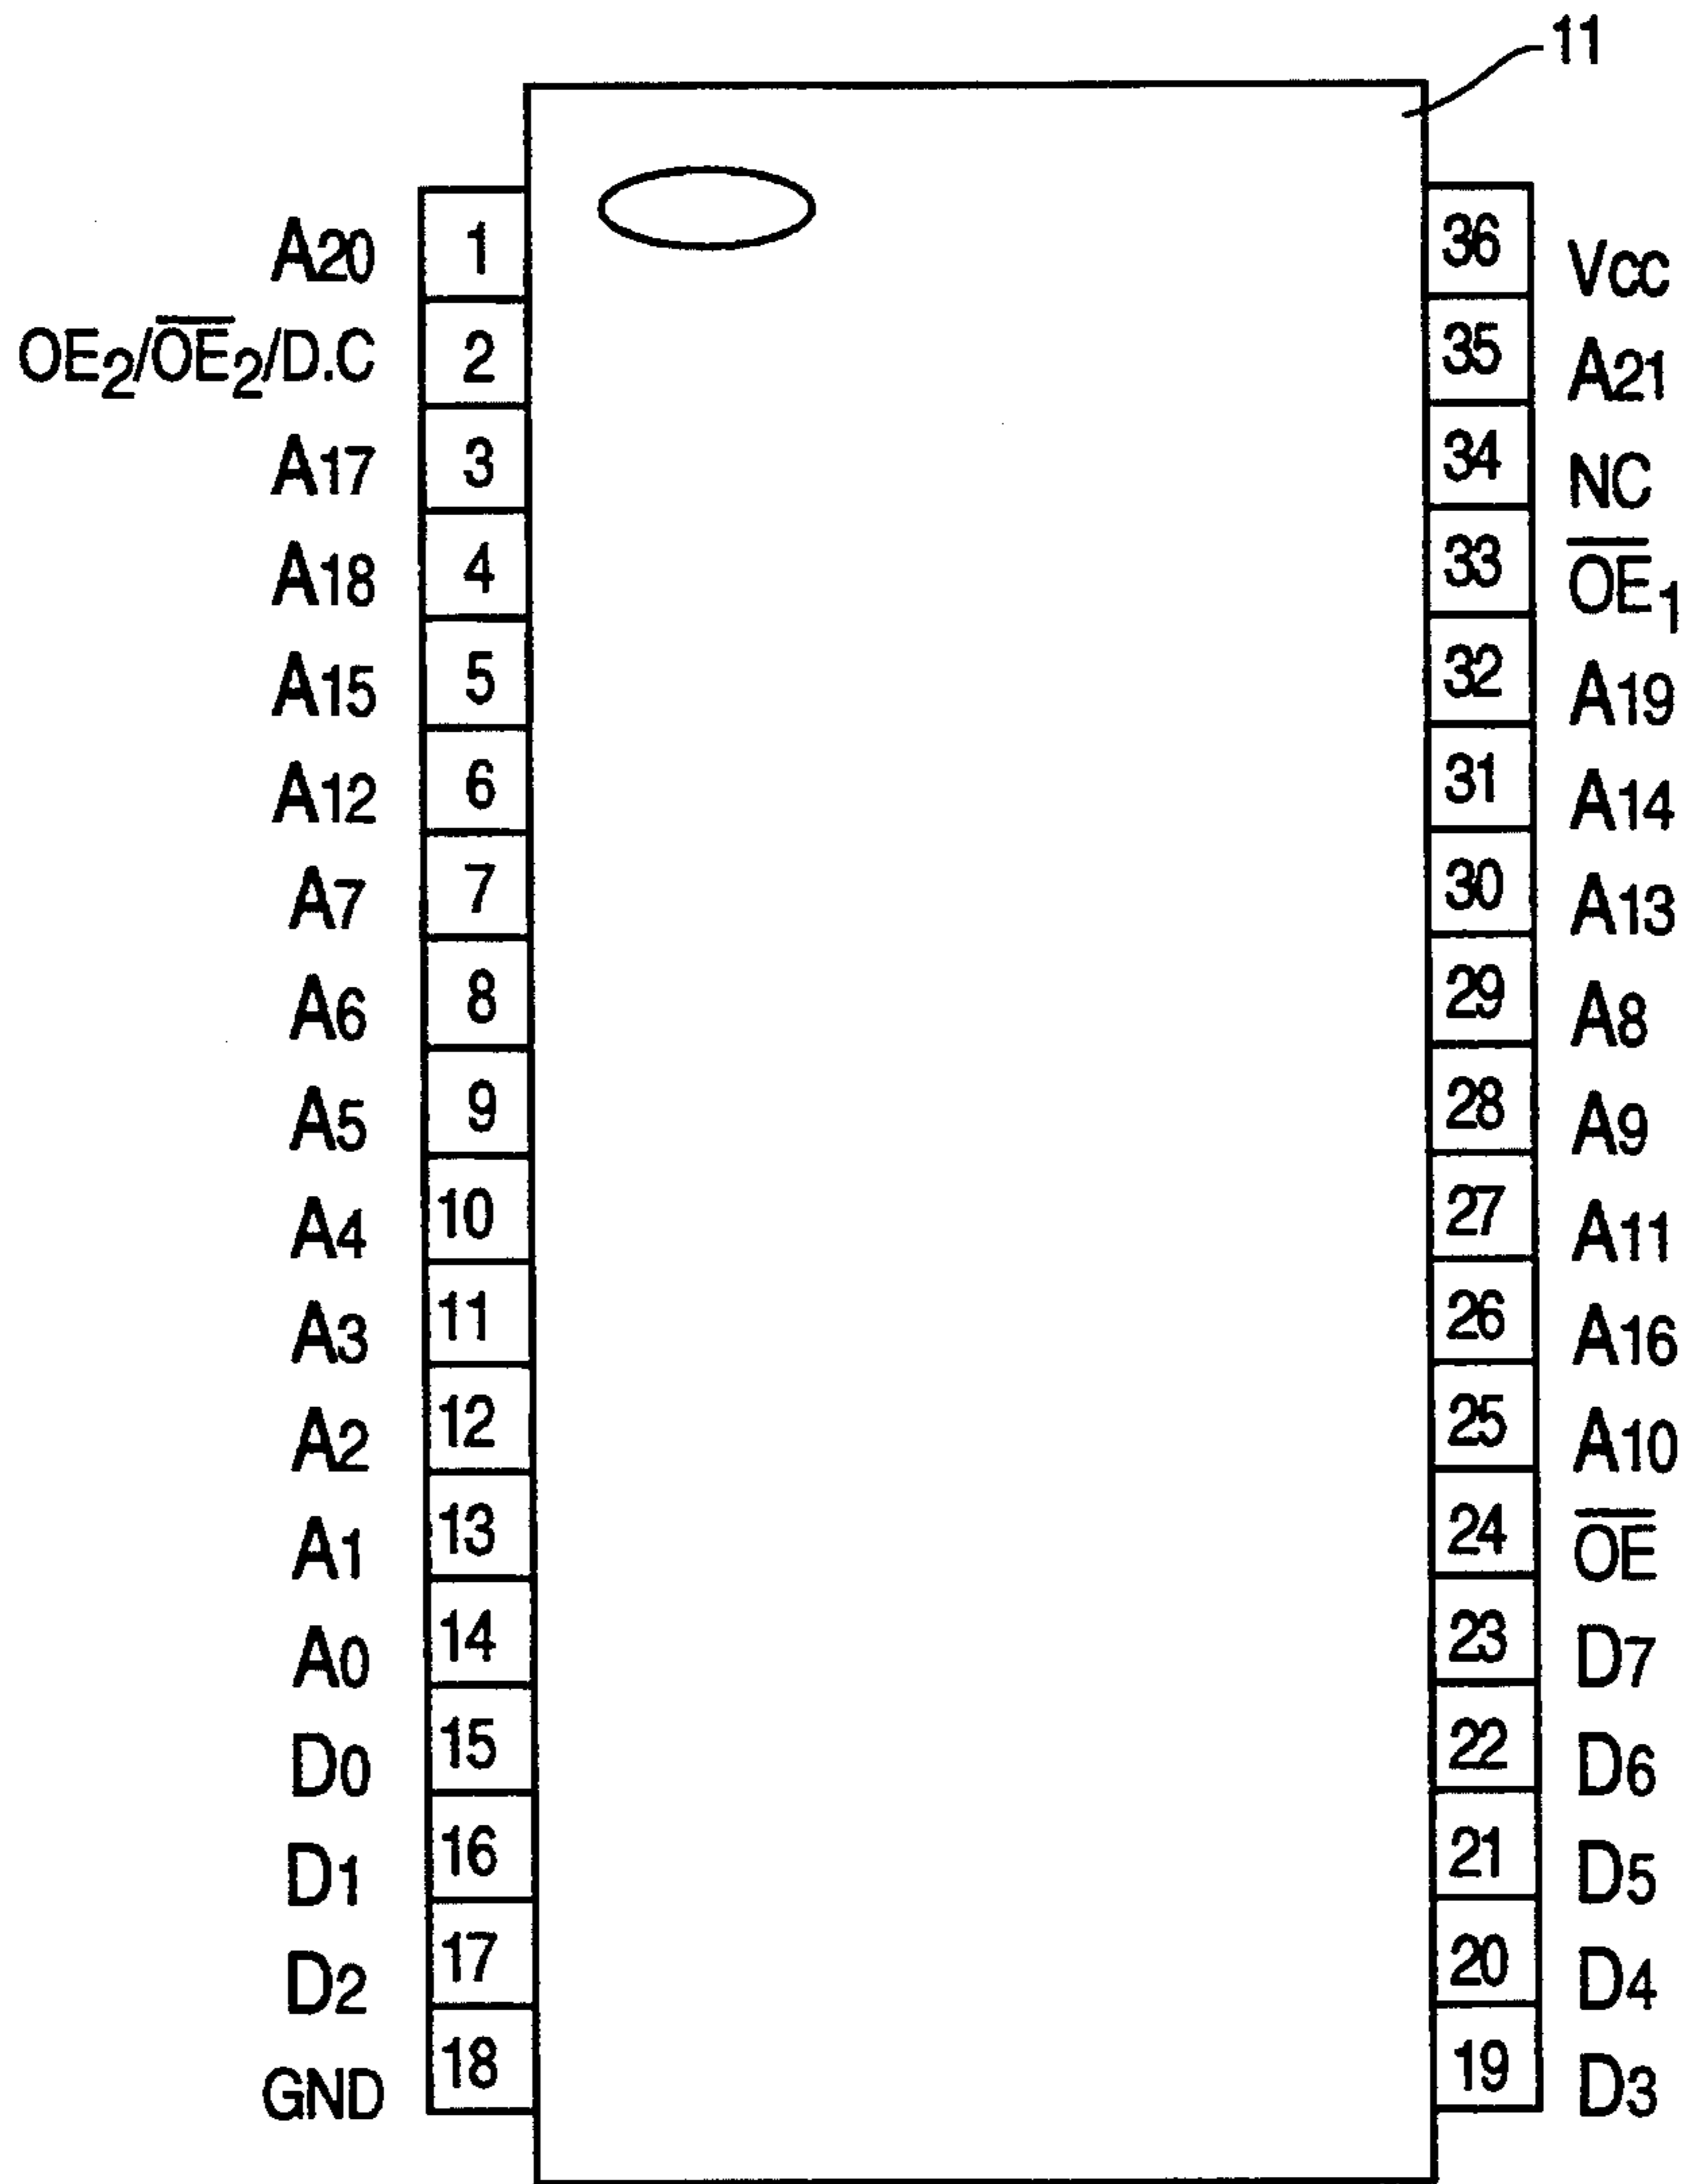 11
A20 1 36 VCC
OE2/O̅E̅2/D.C 2 35 A21
A17 3 34 NC
A18 4 33 O̅E̅1
A15 5 32 A19
A12 6 31 A14
A7 7 30 A13
A6 8 29 A8
A5 9 28 A9
A4 10 27 A11
A3 11 26 A16
A2 12 25 A10
A1 13 24 O̅E̅
A0 14 23 D7
D0 15 22 D6
D1 16 21 D5
D2 17 20 D4
GND 18 19 D3